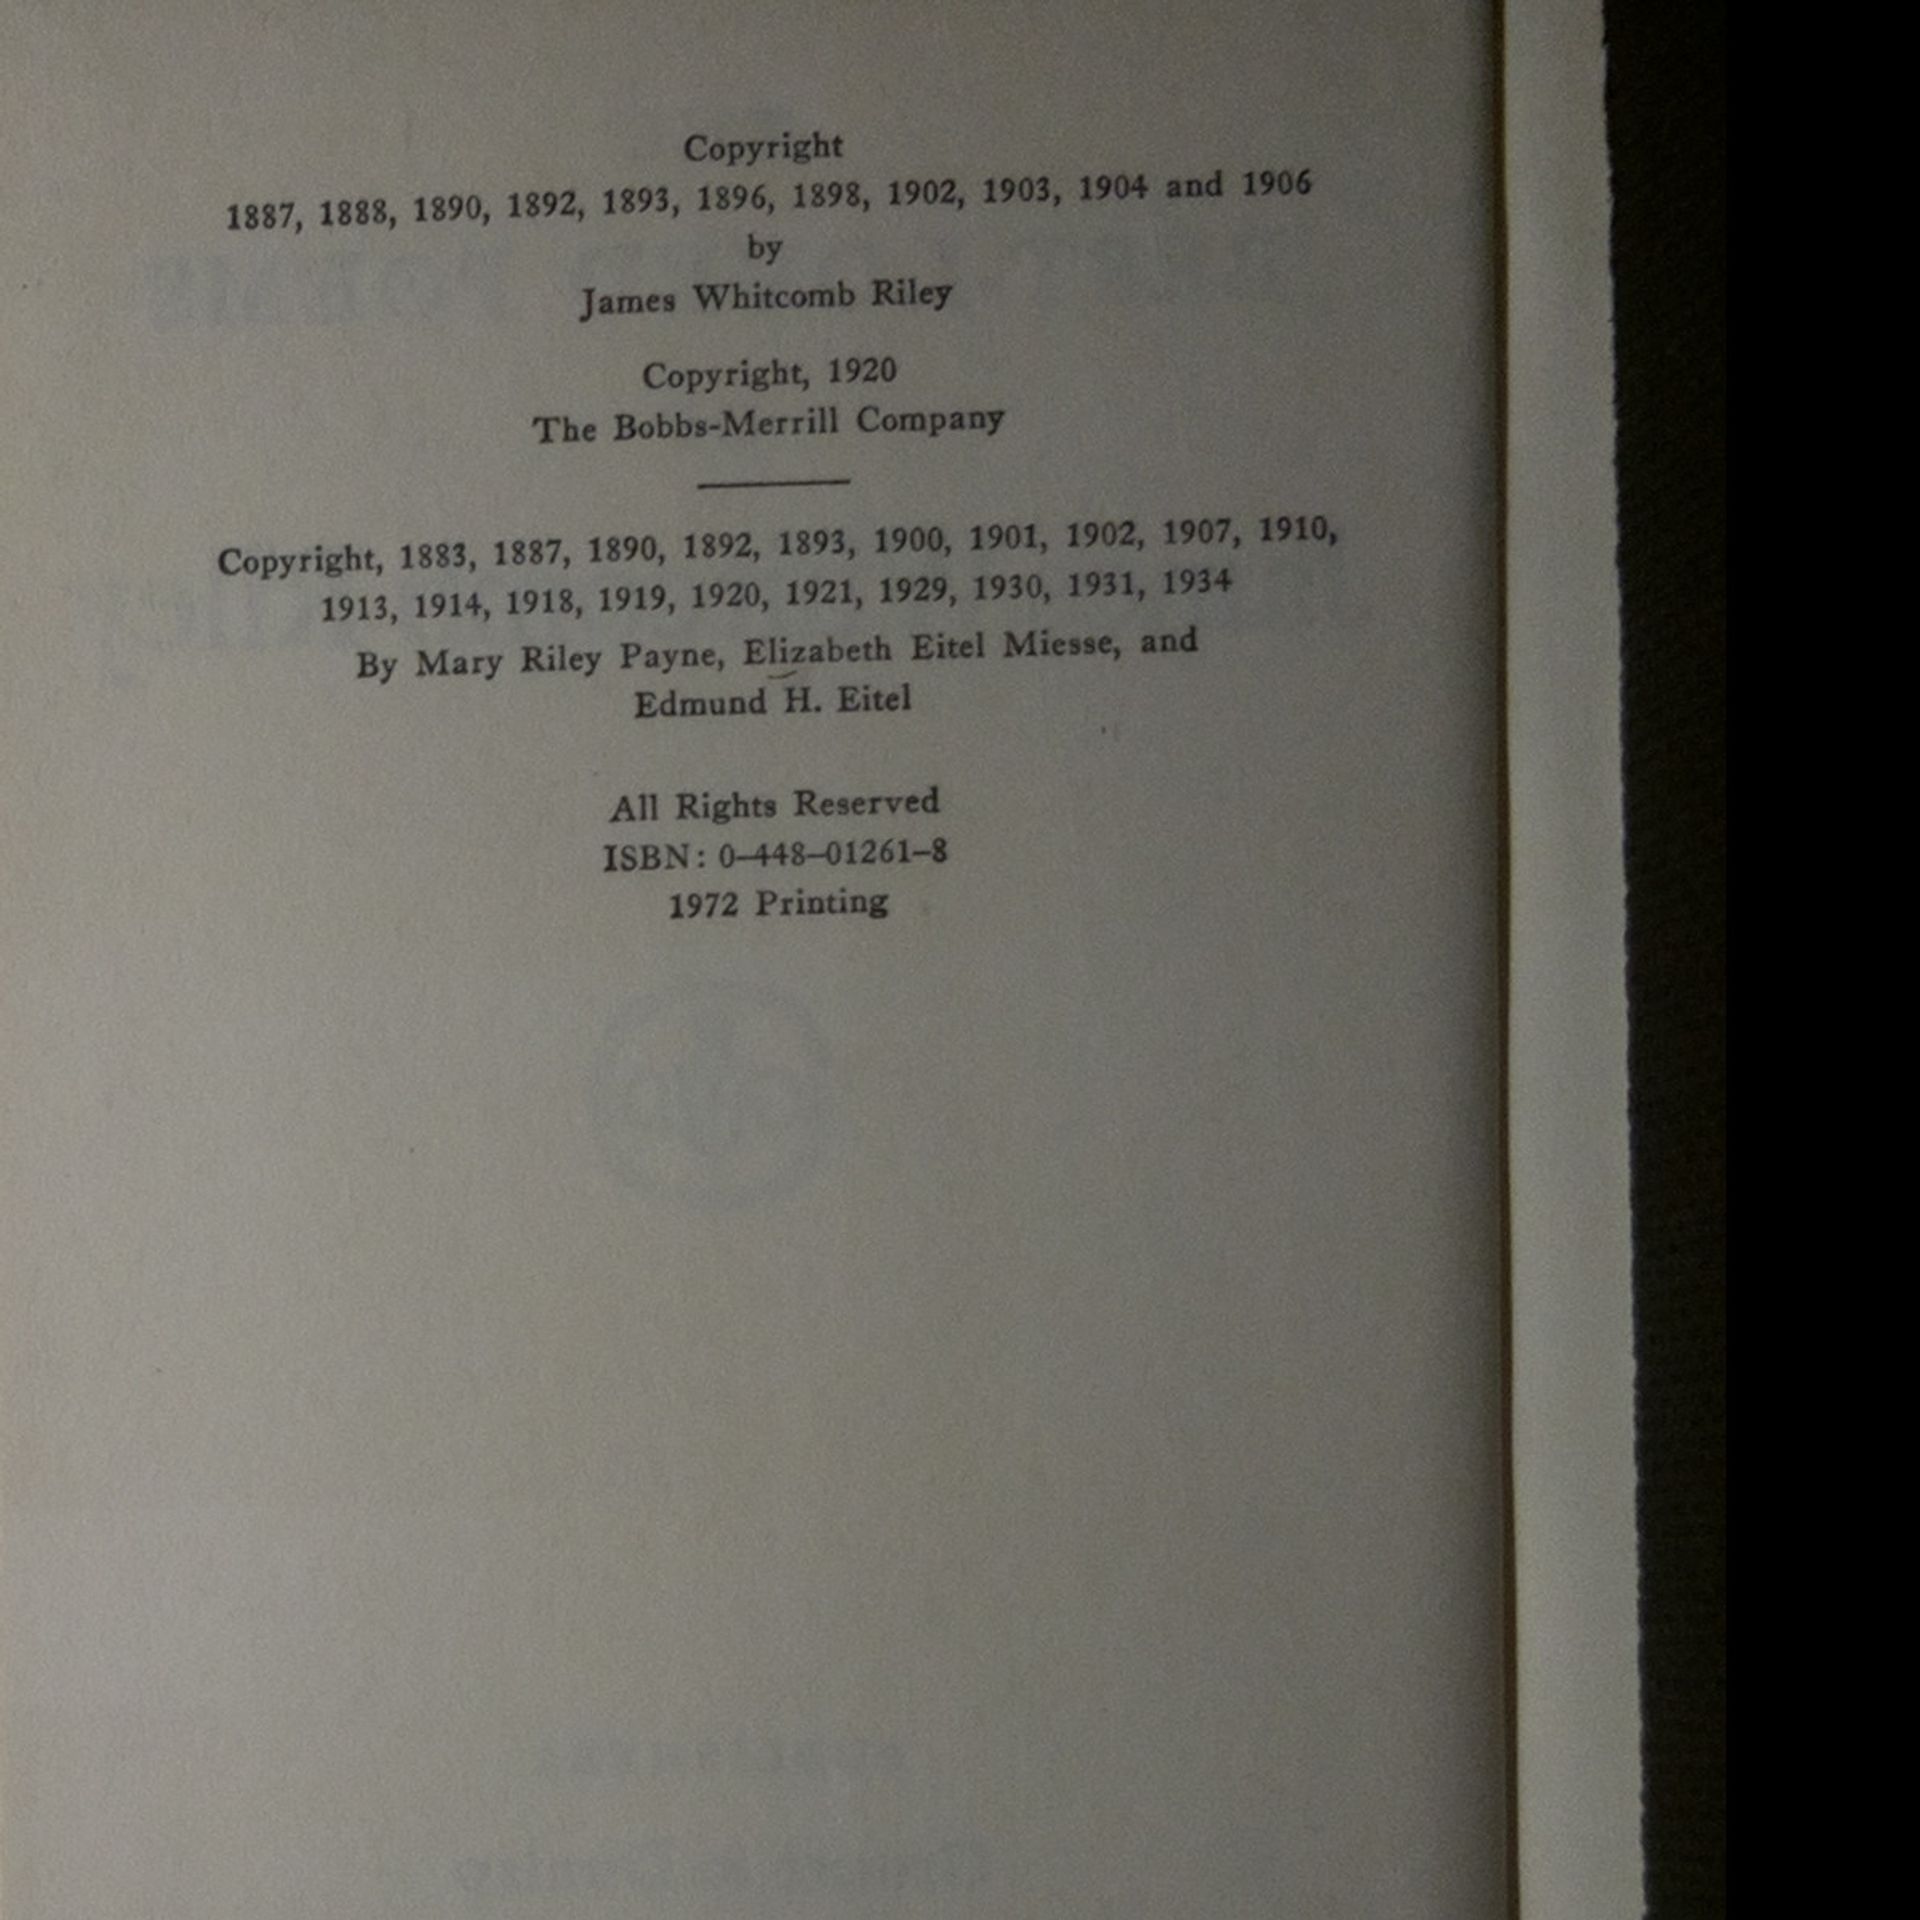 Copyright
1887, 1888, 1890, 1892, 1893, 1896, 1898, 1902, 1903, 1904 and 1906
by
James Whitcomb Riley
Copyright, 1920
The Bobbs-Merrill Company
Copyright, 1883, 1887, 1890, 1892, 1893, 1900, 1901, 1902, 1907, 1910,
1913, 1914, 1918, 1919, 1920, 1921, 1929, 1930, 1931, 1934
By Mary Riley Payne, Elizabeth Eitel Miesse, and
Edmund H. Eitel
All Rights Reserved
ISBN: 0-448-01261-8
1972 Printing